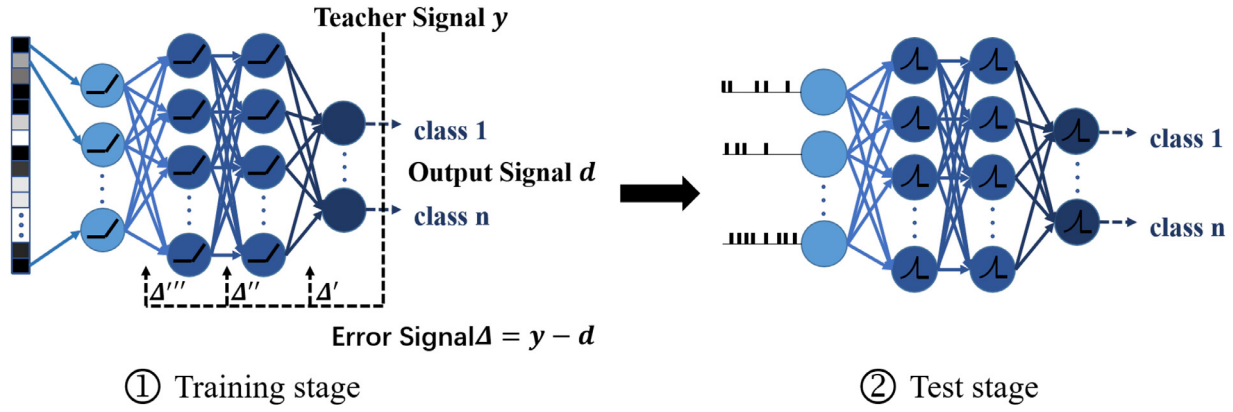 Teacher Signal y
class 1
Output Signal d
class n
Δ''' Δ'' Δ'
Error SignalΔ = y − d
① Training stage
class 1
class n
② Test stage